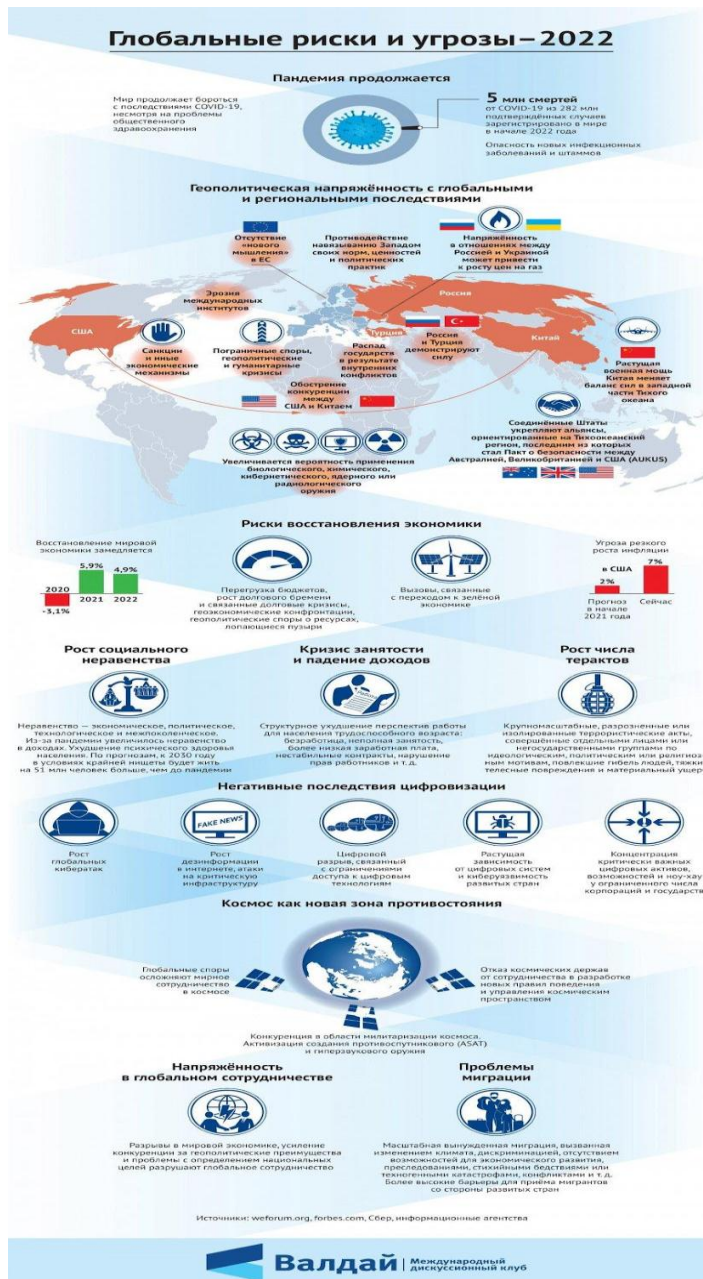 Глобальные риски и угрозы – 2022
Пандемия продолжается
Мир продолжает бороться
с последствиями COVID-19,
несмотря на проблемы
общественного
здравоохранения
5 млн смертей
от COVID-19 из 282 млн
подтверждённых случаев
зарегистрировано в мире
в начале 2022 года
Опасность новых инфекционных
заболеваний и штаммов
Геополитическая напряжённость с глобальными
и региональными последствиями
Отсутствие
«нового
мышления»
в ЕС
Противодействие
навязыванию Западом
своих норм, ценностей
и политических
практик
Напряжённость
в отношениях между
Россией и Украиной
может привести
к росту цен на газ
Эрозия
международных
институтов
Россия
США
Турция
Китай
Санкции
и иные
экономические
механизмы
Пограничные споры,
геополитические
и гуманитарные
кризисы
Распад
государств
в результате
внутренних
конфликтов
Россия
и Турция
демонстрируют
силу
Растущая
военная мощь
Китая меняет
баланс сил в западной
части Тихого
океана
Обострение
конкуренции
между
США и Китаем
Соединённые Штаты
укрепляют альянсы,
ориентированные на Тихоокеанский
регион, последним из которых
стал Пакт о безопасности между
Австралией, Великобританией и США (AUKUS)
Увеличивается вероятность применения
биологического, химического,
кибернетического, ядерного или
радиологического
оружия
Риски восстановления экономики
Восстановление мировой
экономики замедляется
2020
-3,1%
5,9%
2021
4,9%
2022
Перегрузка бюджетов,
рост долгового бремени
и связанные долговые кризисы,
геоэкономические конфронтации,
геополитические споры о ресурсах,
лопающиеся пузыри
Вызовы, связанные
с переходом к зелёной
экономике
Угроза резкого
роста инфляции
в США
2%
7%
Прогноз
в начале
2021 года
Сейчас
Рост социального
неравенства
Неравенство — экономическое, политическое,
технологическое и межпоколенческое.
Из-за пандемии увеличилось неравенство
в доходах. Ухудшение психического здоровья
населения. По прогнозам, к 2030 году
в условиях крайней нищеты будет жить
на 51 млн человек больше, чем до пандемии
Кризис занятости
и падение доходов
Структурное ухудшение перспектив работы
для населения трудоспособного возраста:
безработица, неполная занятость,
более низкая заработная плата,
нестабильные контракты, нарушение
прав работников и т. д.
Рост числа
терактов
Крупномасштабные, разрозненные или
изолированные террористические акты,
совершённые отдельными лицами или
негосударственными группами по
идеологическим, политическим или религиоз
ным мотивам, повлекшие гибель людей, тяжки
телесные повреждения и материальный ущер
Негативные последствия цифровизации
FAKE NEWS
Рост
глобальных
кибератак
Рост
дезинформации
в интернете, атаки
на критическую
инфраструктуру
Цифровой
разрыв, связанный
с ограничениями
доступа к цифровым
технологиям
Растущая
зависимость
от цифровых систем
и киберуязвимость
развитых стран
Концентрация
критически важных
цифровых активов,
возможностей и ноу-хау
у ограниченного числа
корпораций и государств
Космос как новая зона противостояния
Глобальные споры
осложняют мирное
сотрудничество
в космосе
Отказ космических держав
от сотрудничества в разработке
новых правил поведения
и управления космическим
пространством
Конкуренция в области милитаризации космоса.
Активизация создания противоспутникового (ASAT)
и гиперзвукового оружия
Напряжённость
в глобальном сотрудничестве
Разрывы в мировой экономике, усиление
конкуренции за геополитические преимущества
и проблемы с определением национальных
целей разрушают глобальное сотрудничество
Проблемы
миграции
Масштабная вынужденная миграция, вызванная
изменением климата, дискриминацией, отсутствием
возможностей для экономического развития,
преследованиями, стихийными бедствиями или
техногенными катастрофами, конфликтами и т. д.
Более высокие барьеры для приёма мигрантов
со стороны развитых стран
Источники: weforum.org, forbes.com, Сбер, информационные агентства
Валдай
Международный
дискуссионный клуб